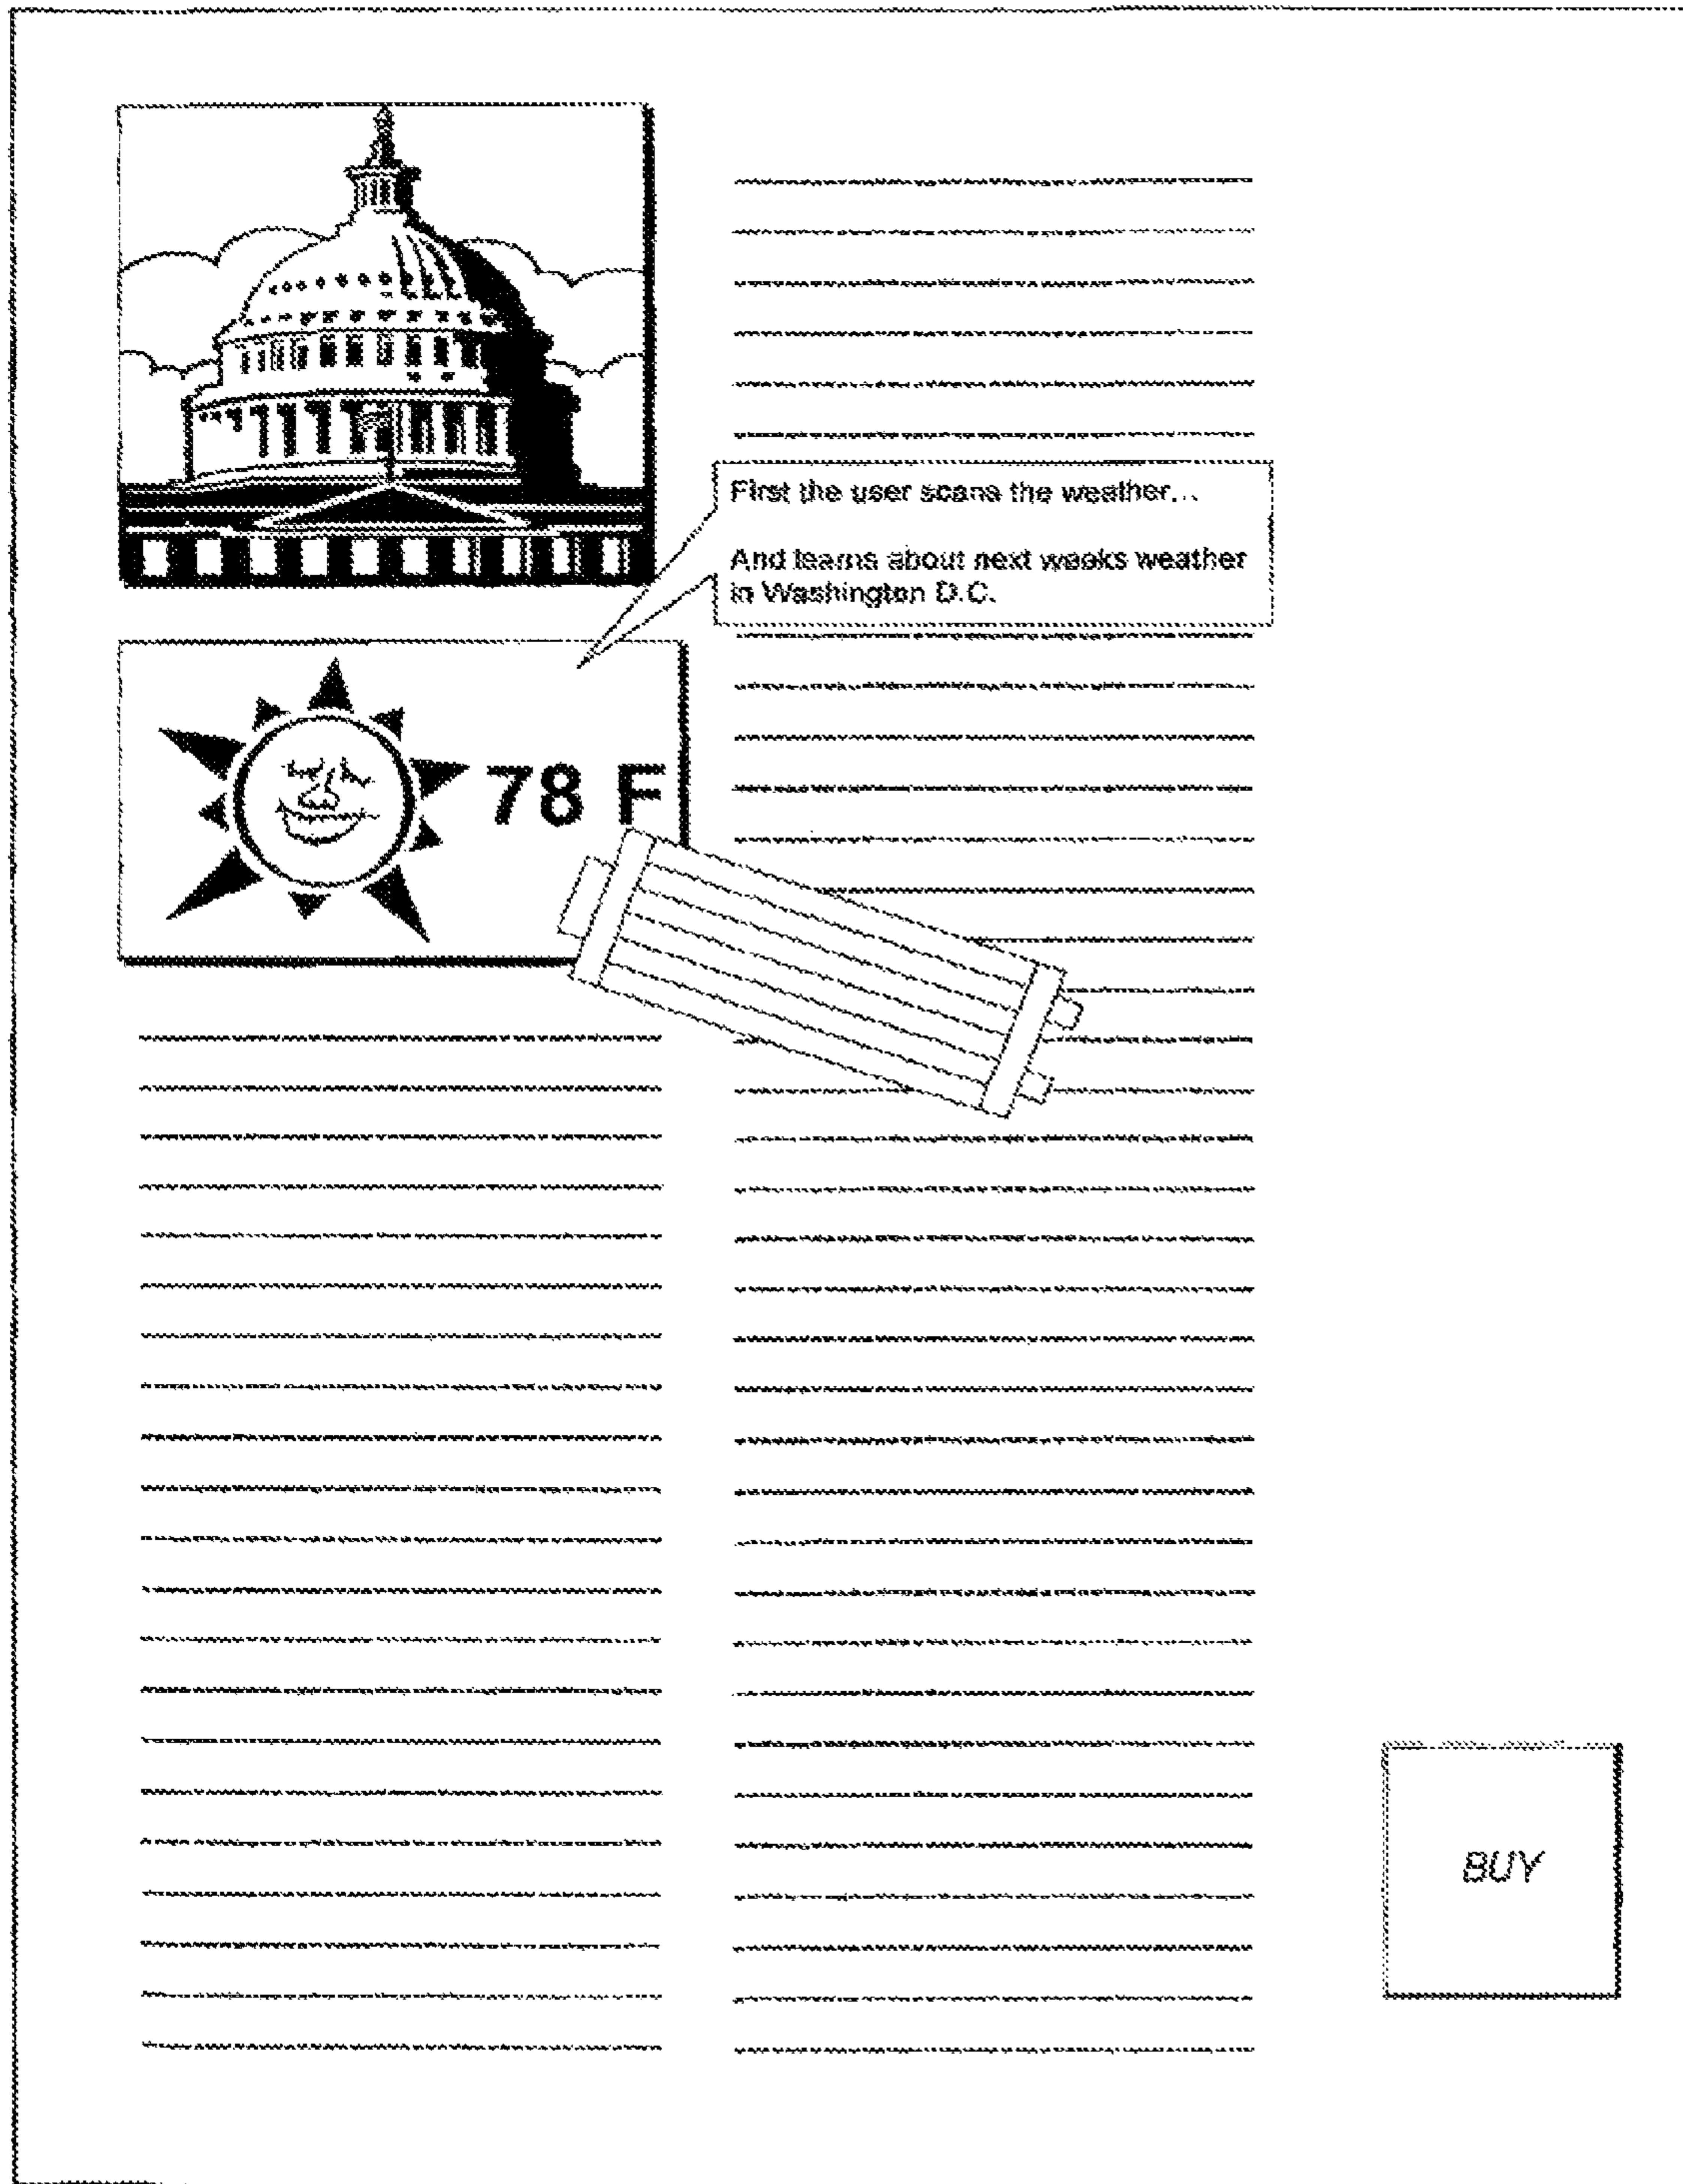 First the user scans the weather...
And learns about next weeks weather
in Washington D.C.
78 F
BUY